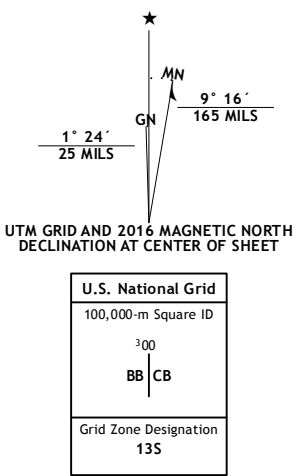 MN
9° 16´
165 MILS
GN
1° 24´
25 MILS
UTM GRID AND 2016 MAGNETIC NORTH
DECLINATION AT CENTER OF SHEET
U.S. National Grid
100,000-m Square ID
³00
BB CB
Grid Zone Designation
13S